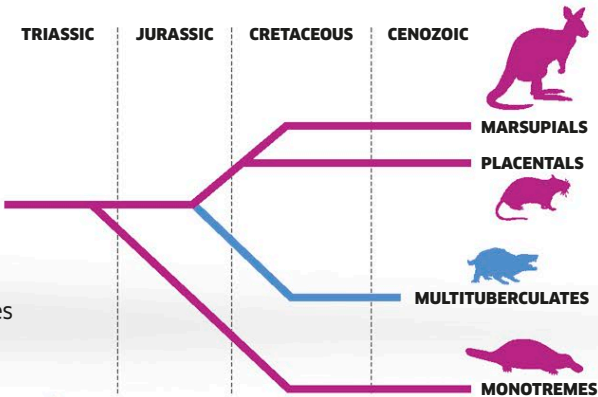 TRIASSIC JURASSIC CRETACEOUS CENOZOIC
MARSUPIALS
PLACENTALS
MULTITUBERCULATES
MONOTREMES